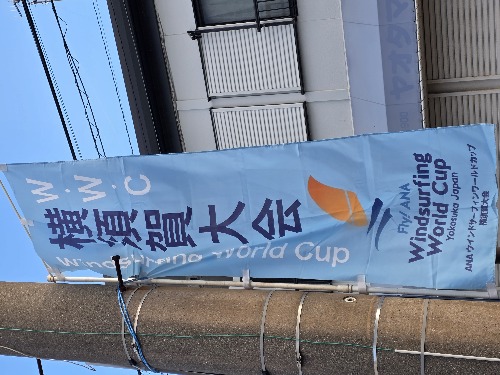 WWC
横須賀大会
Windsurfing World Cup
Fly! ANA
Windsurfing
World Cup
Yokosuka Japan
ANAウインドサーフィンワールドカップ
横須賀大会